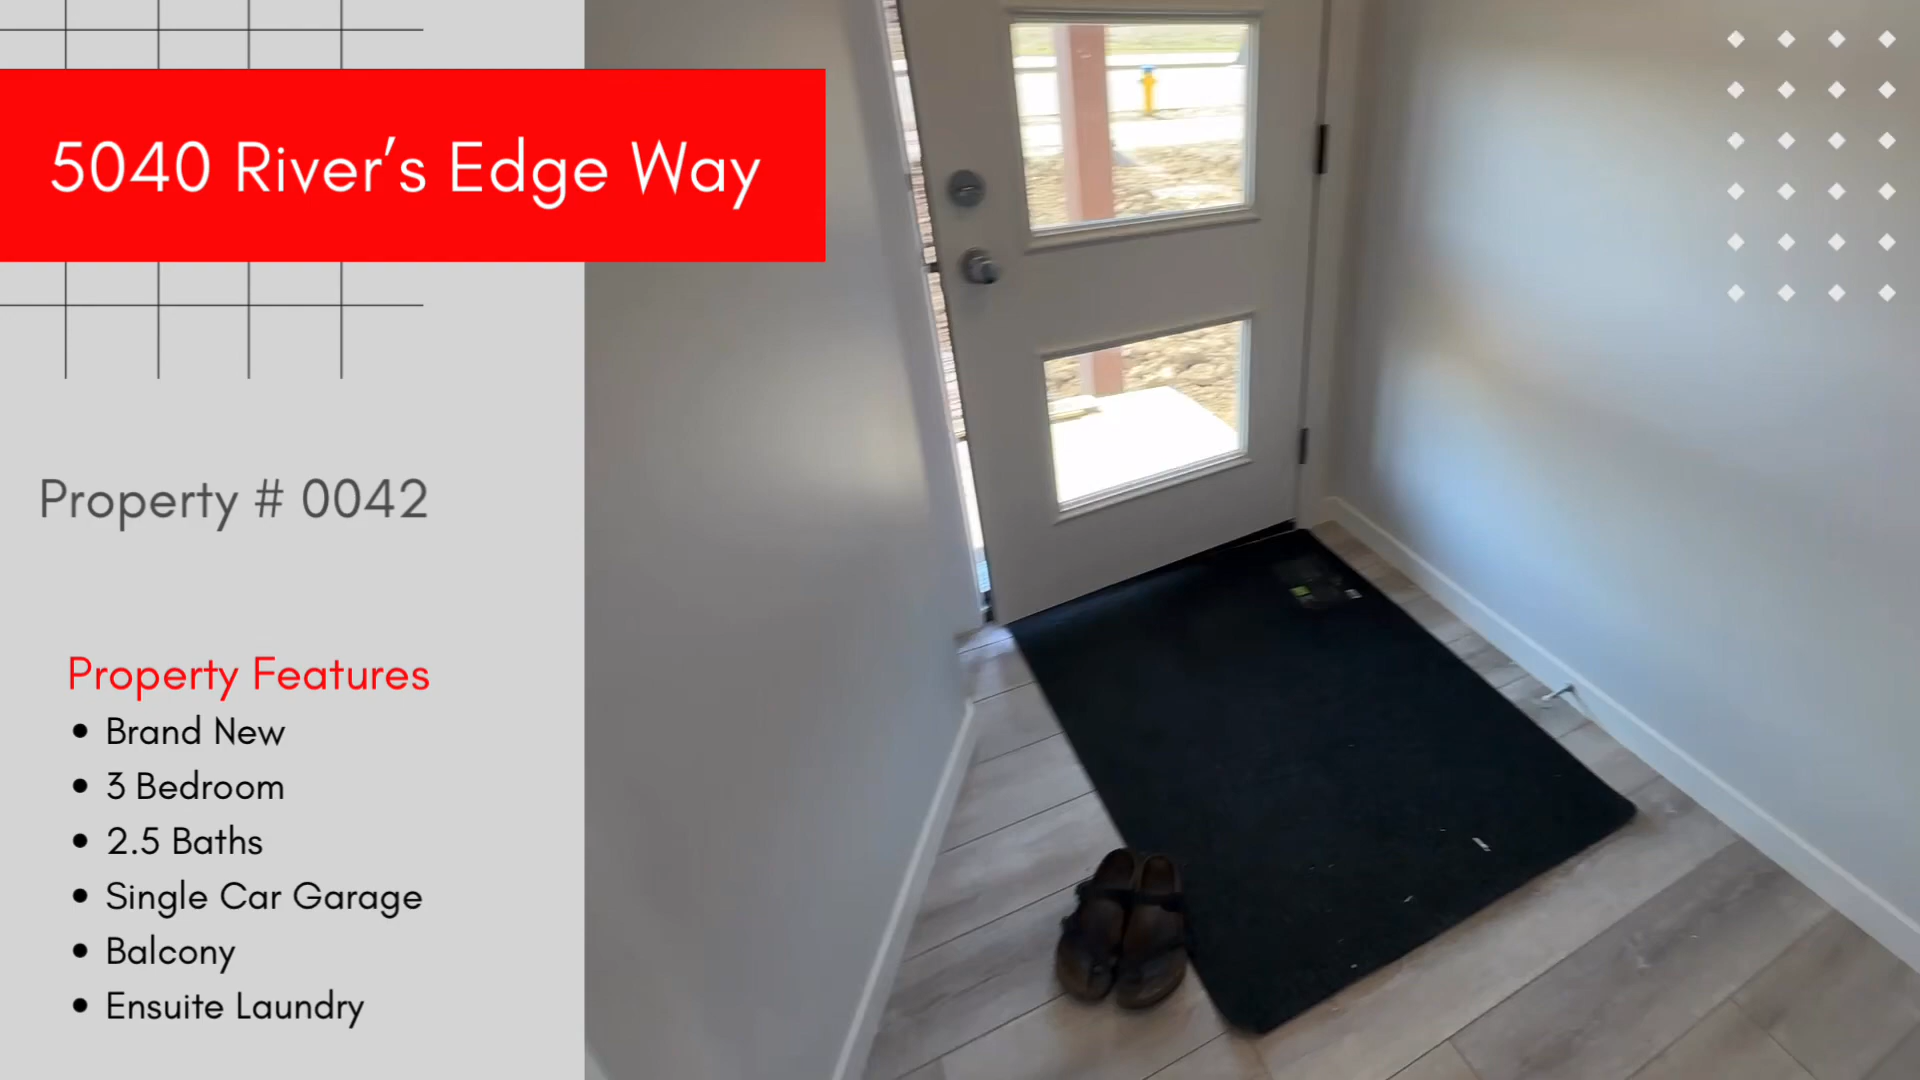 5040 River’s Edge Way
Property # 0042
Property Features
• Brand New
• 3 Bedroom
• 2.5 Baths
• Single Car Garage
• Balcony
• Ensuite Laundry